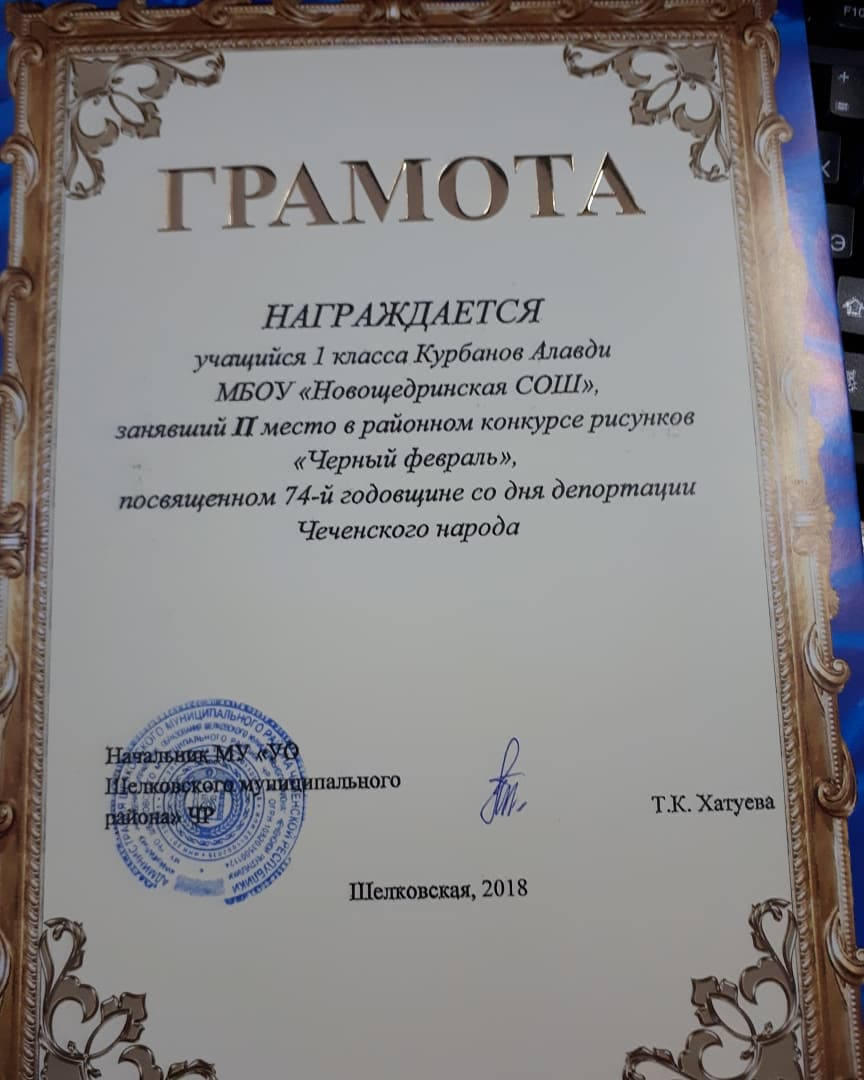 ГРАМОТА
НАГРАЖДАЕТСЯ
учащийся 1 класса Курбанов Алавди
МБОУ «Новощедринская СОШ»,
занявший II место в районном конкурсе рисунков
«Черный февраль»,
посвященном 74-й годовщине со дня депортации
Чеченского народа
Начальник МУ «УО
Шелковского муниципального
района» ЧР
Т.К. Хатуева
Шелковская, 2018
F10